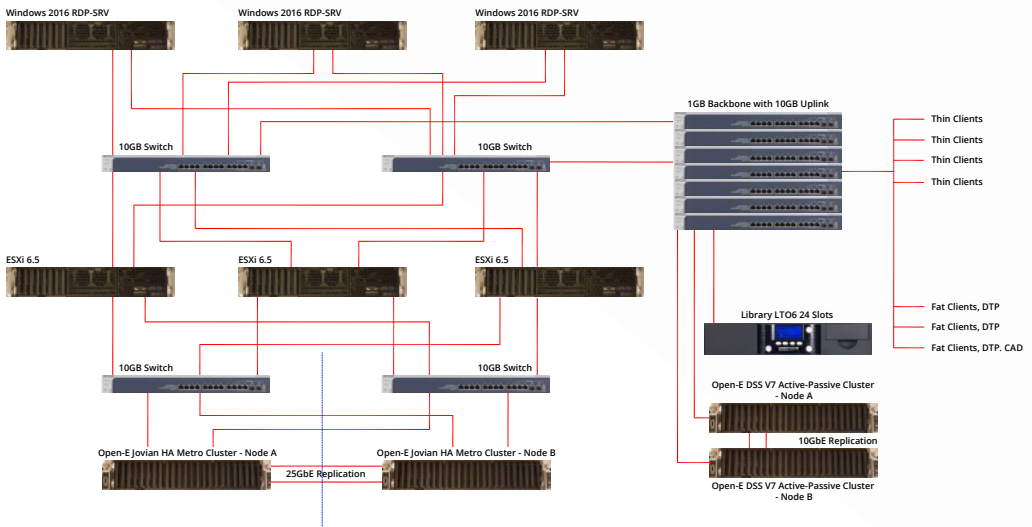 Windows 2016 RDP-SRV
Windows 2016 RDP-SRV
Windows 2016 RDP-SRV
1GB Backbone with 10GB Uplink
Thin Clients
Thin Clients
Thin Clients
Thin Clients
10GB Switch
10GB Switch
ESXi 6.5
ESXi 6.5
ESXi 6.5
Fat Clients, DTP
Fat Clients, DTP
Fat Clients, DTP. CAD
Library LTO6 24 Slots
10GB Switch
10GB Switch
Open-E DSS V7 Active-Passive Cluster
- Node A
10GbE Replication
Open-E DSS V7 Active-Passive Cluster
- Node B
Open-E Jovian HA Metro Cluster - Node A
Open-E Jovian HA Metro Cluster - Node B
25GbE Replication